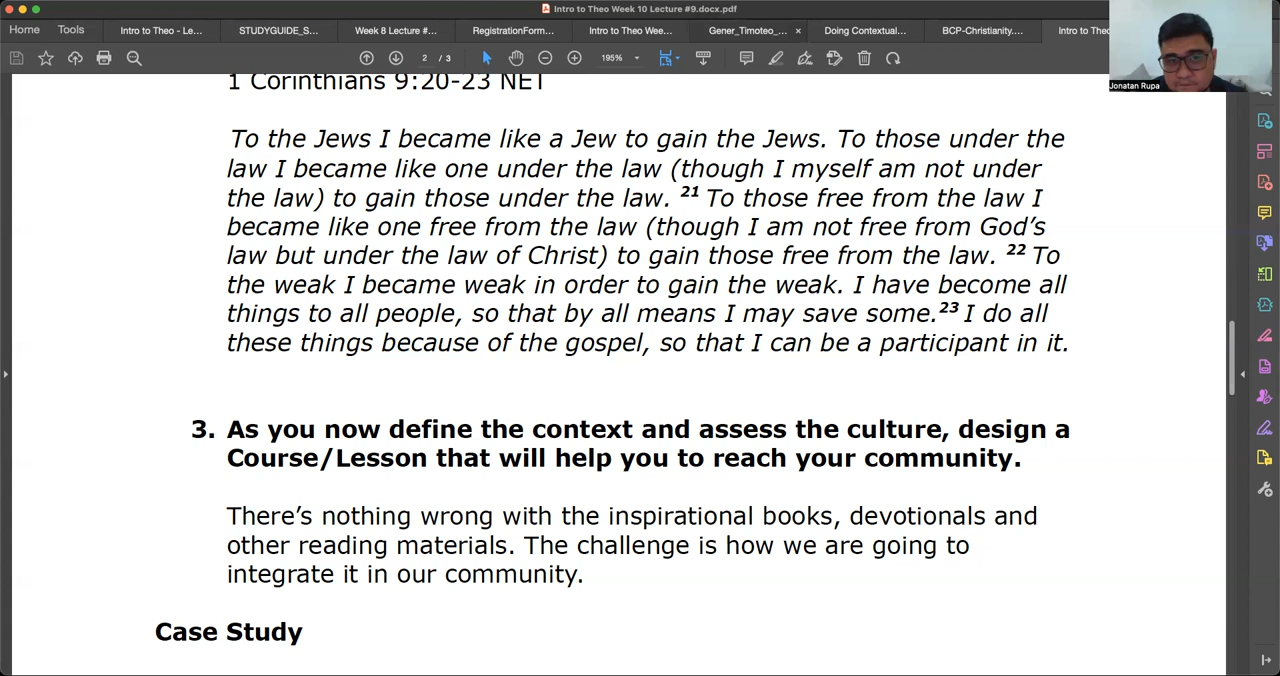 Intro to Theo Week 10 Lecture #9.docx.pdf
Home Tools Intro to Theo - Le... STUDYGUIDE_S... Week 8 Lecture #... RegistrationForm... Intro to Theo Wee... Gener_Timoteo_... × Doing Contextual... BCP-Christianity.... Intro to Theo
2 / 3 195%
Jonatan Rupa
1 Corinthians 9:20-23 NET
To the Jews I became like a Jew to gain the Jews. To those under the
law I became like one under the law (though I myself am not under
the law) to gain those under the law. 21 To those free from the law I
became like one free from the law (though I am not free from God’s
law but under the law of Christ) to gain those free from the law. 22 To
the weak I became weak in order to gain the weak. I have become all
things to all people, so that by all means I may save some.23 I do all
these things because of the gospel, so that I can be a participant in it.
3. As you now define the context and assess the culture, design a
Course/Lesson that will help you to reach your community.
There’s nothing wrong with the inspirational books, devotionals and
other reading materials. The challenge is how we are going to
integrate it in our community.
Case Study